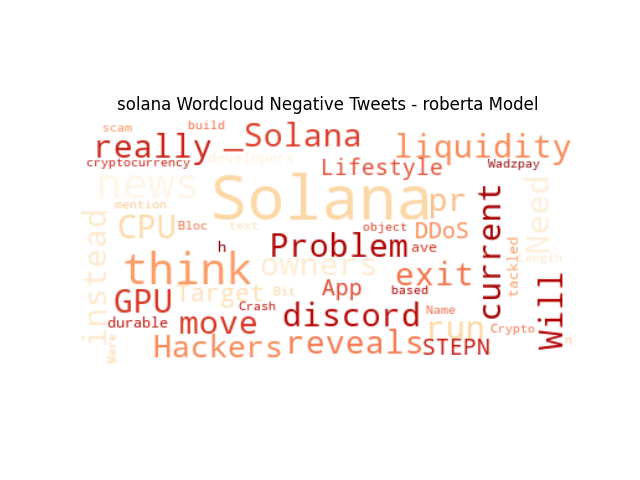 solana Wordcloud Negative Tweets - roberta Model
scam
build
really
_Solana
liquidity
cryptocurrency
developers
Lifestyle
Wadzpay
news
Solana
pr
Need
mention
CPU
Bloc
text
object
DDoS
current
instead
h
Problem
ave
tackled
think
owners
exit
Length
Target
Bit
App
based
GPU
Crash
Name
Will
durable
move
discord
run
Crypto
Mere
Hackers
reveals
STEPN
n